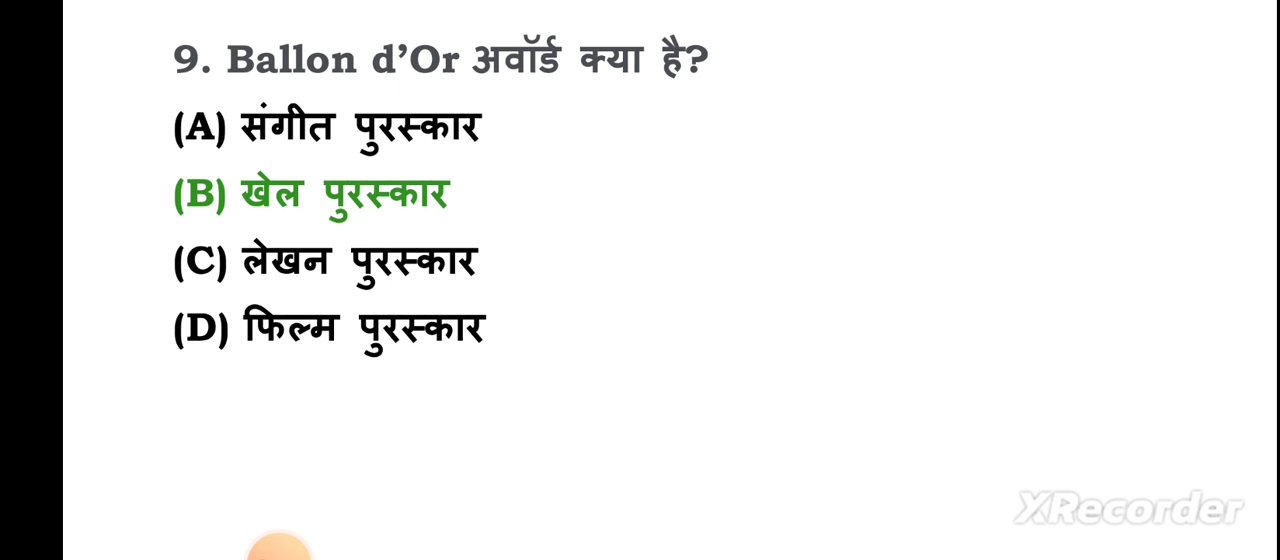 9. Ballon d’Or अवॉर्ड क्या है?
(A) संगीत पुरस्कार
(B) खेल पुरस्कार
(C) लेखन पुरस्कार
(D) फिल्म पुरस्कार
XRecorder